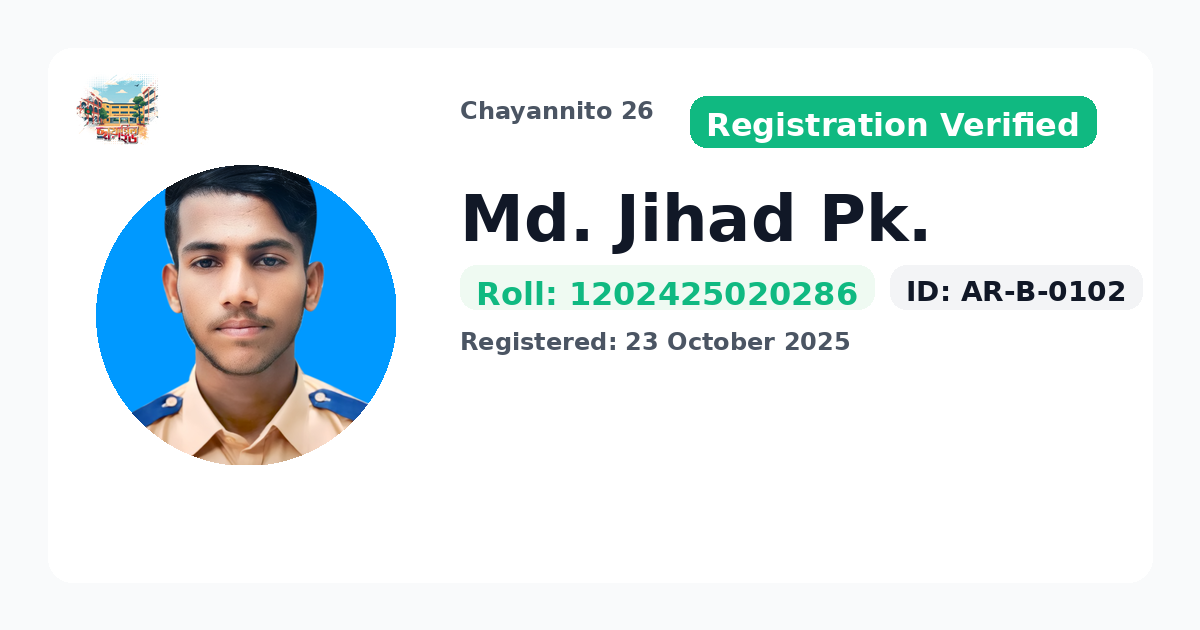 Chayannito 26
Registration Verified
Md. Jihad Pk.
Roll: 1202425020286
ID: AR-B-0102
Registered: 23 October 2025